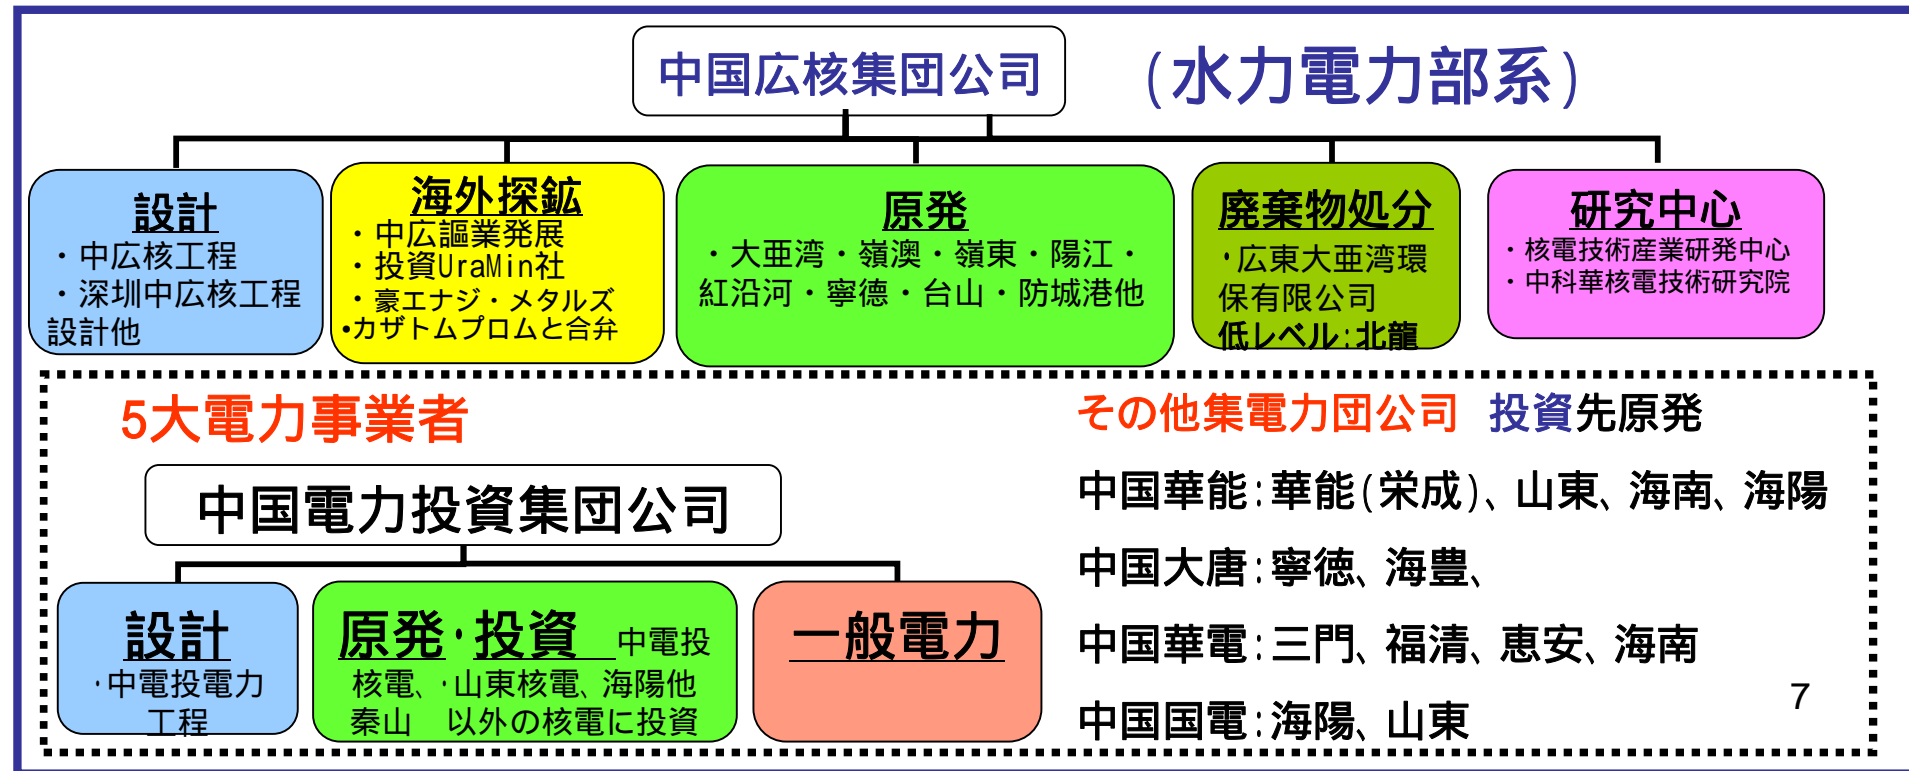 中国広核集団公司
(水力電力部系)
設計
・中広核工程
・深圳中広核工程
設計他
海外探鉱
・中広謳業発展
・投資UraMin社
・豪エナジ・メタルズ
•カザトムプロムと合弁
原発
・大亜湾・嶺澳・嶺東・陽江・
紅沿河・寧德・台山・防城港他
廃棄物処分
・広東大亜湾環
保有限公司
低レベル:北龍
研究中心
・核電技術産業研発中心
・中科華核電技術研究院
5大電力事業者
中国電力投資集団公司
設計
・中電投電力
工程
原発・投資 中電投
核電、・山東核電、海陽他
秦山 以外の核電に投資
一般電力
その他集電力団公司 投資先原発
中国華能:華能(栄成)、山東、海南、海陽
中国大唐:寧徳、海豊、
中国華電:三門、福清、恵安、海南
中国国電:海陽、山東
7